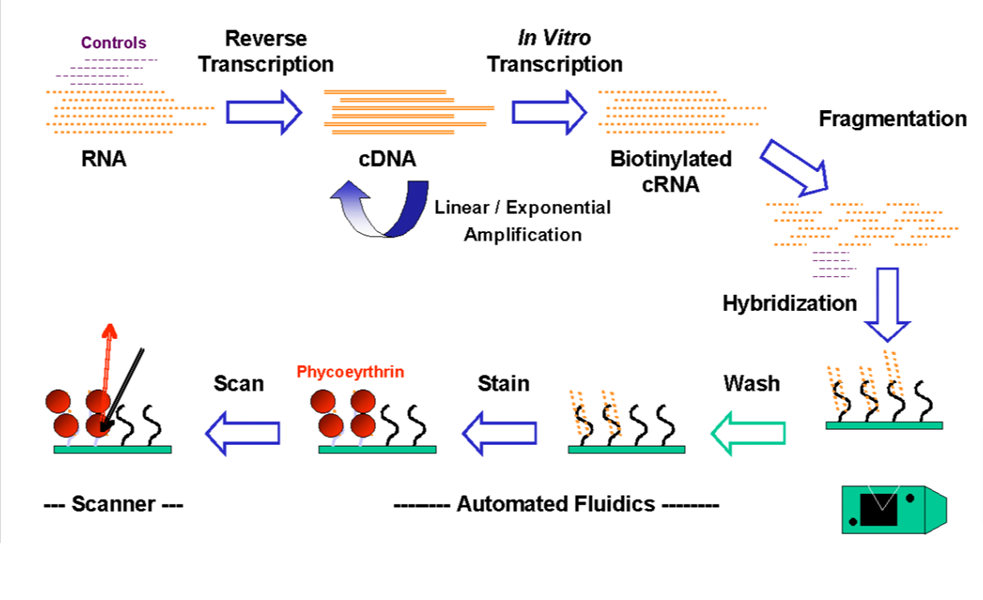 Controls
Reverse
Transcription
In Vitro
Transcription
Fragmentation
RNA
cDNA
Biotinylated
cRNA
Linear / Exponential
Amplification
Hybridization
Phycoeyrthrin
Scan
Stain
Wash
--- Scanner ---
-------- Automated Fluidics --------